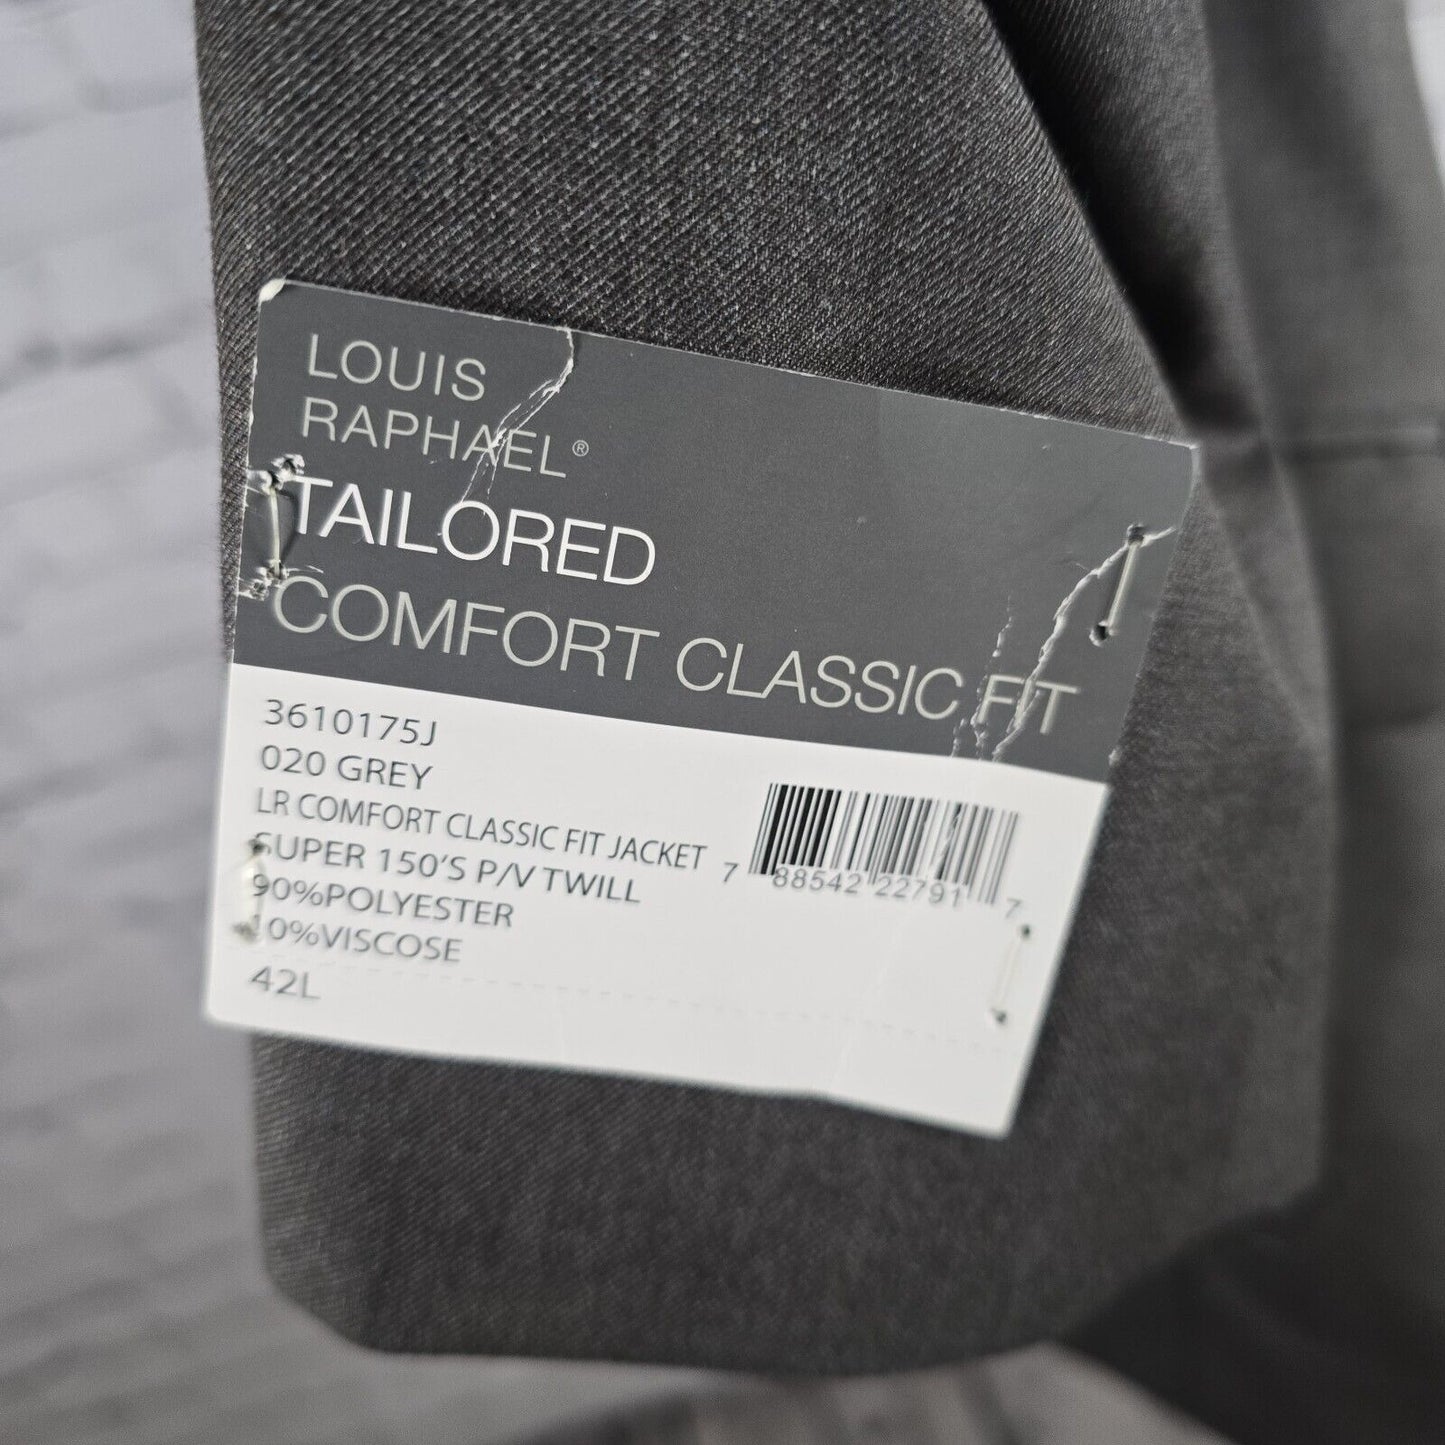 LOUIS
RAPHAEL®
TAILORED
COMFORT CLASSIC FIT
3610175J
020 GREY
LR COMFORT CLASSIC FIT JACKET
SUPER 150'S P/V TWILL
90%POLYESTER
10%VISCOSE
42L
7 88542 22791 7